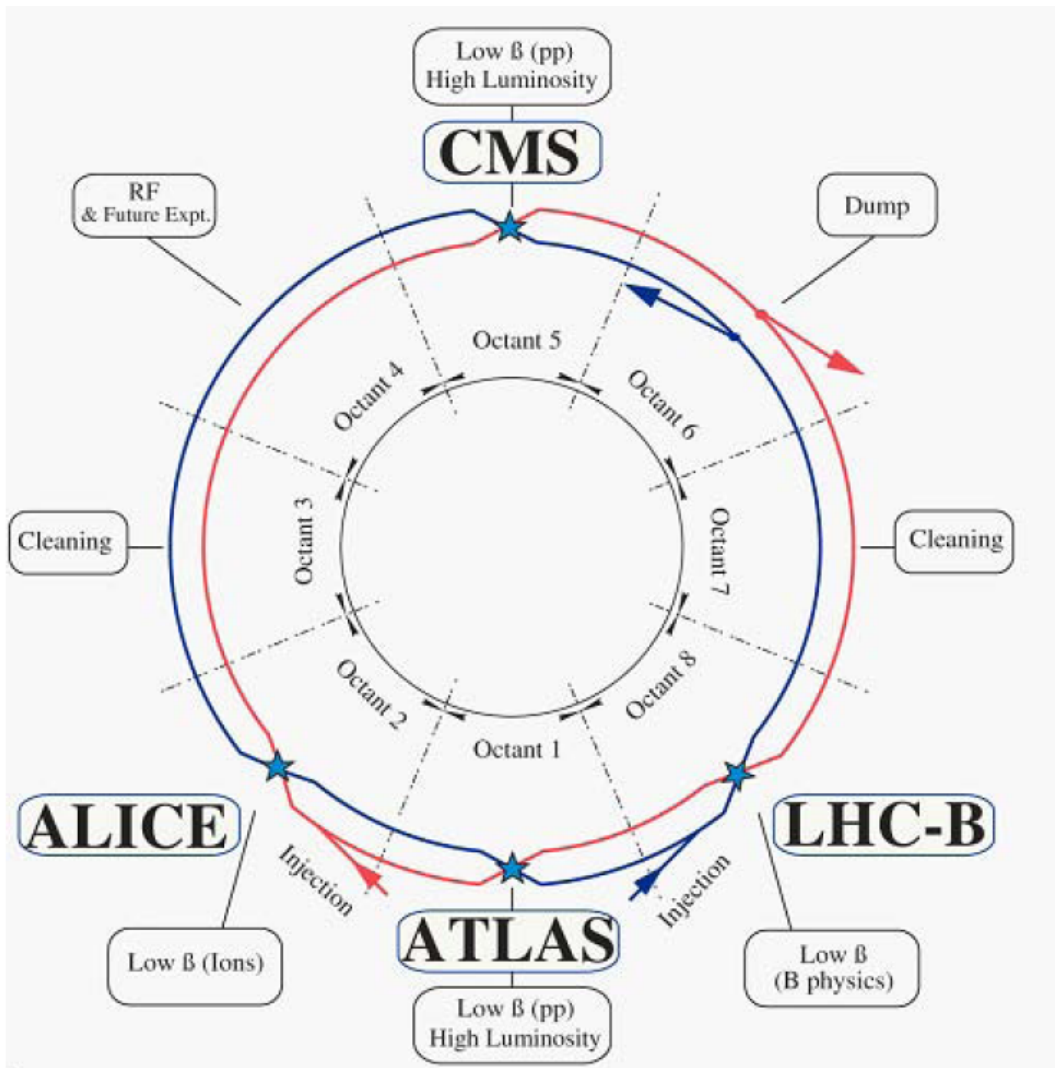 Low ß (pp)
High Luminosity
CMS
RF
& Future Expt.
Dump
Octant 5
Octant 4
Octant 6
Cleaning
Octant 3
Octant 7
Cleaning
Octant 2
Octant 8
Octant 1
ALICE
LHC-B
Injection
Injection
ATLAS
Low ß (Ions)
Low ß
(B physics)
Low ß (pp)
High Luminosity